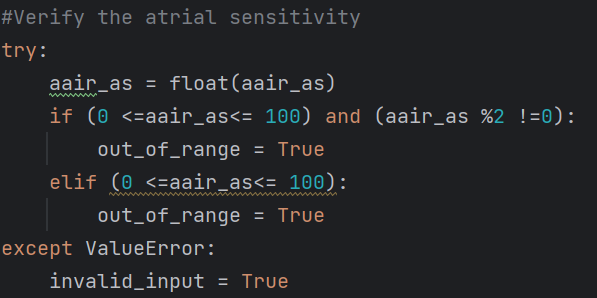 #Verify the atrial sensitivity
try:
    aair_as = float(aair_as)
    if (0 <=aair_as<= 100) and (aair_as %2 !=0):
        out_of_range = True
    elif (0 <=aair_as<= 100):
        out_of_range = True
except ValueError:
    invalid_input = True